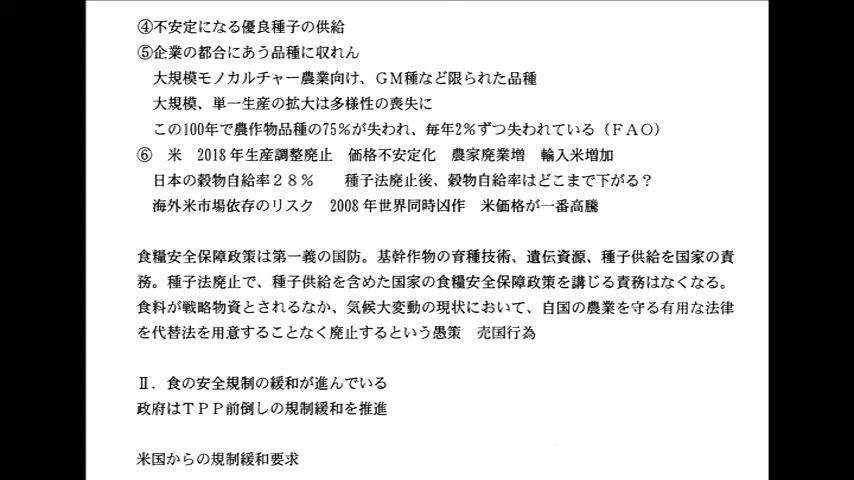 ④不安定になる優良種子の供給
⑤企業の都合にあう品種に収れん
大規模モノカルチャー農業向け、ＧＭ種など限られた品種
大規模、単一生産の拡大は多様性の喪失に
この100年で農作物品種の75％が失われ、毎年2％ずつ失われている（ＦＡＯ）
⑥　米　2018年生産調整廃止　価格不安定化　農家廃業増　輸入米増加
日本の穀物自給率２８％　　種子法廃止後、穀物自給率はどこまで下がる？
海外米市場依存のリスク　2008年世界同時凶作　米価格が一番高騰
食糧安全保障政策は第一義の国防。基幹作物の育種技術、遺伝資源、種子供給を国家の責
務。種子法廃止で、種子供給を含めた国家の食糧安全保障政策を講じる責務はなくなる。
食料が戦略物資とされるなか、気候大変動の現状において、自国の農業を守る有用な法律
を代替法を用意することなく廃止するという愚策　売国行為
Ⅱ．食の安全規制の緩和が進んでいる
政府はＴＰＰ前倒しの規制緩和を推進
米国からの規制緩和要求